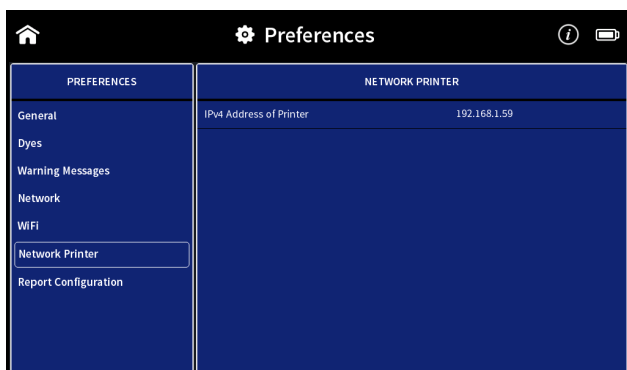 Preferences
PREFERENCES
General
Dyes
Warning Messages
Network
WiFi
Network Printer
Report Configuration
NETWORK PRINTER
IPv4 Address of Printer 192.168.1.59